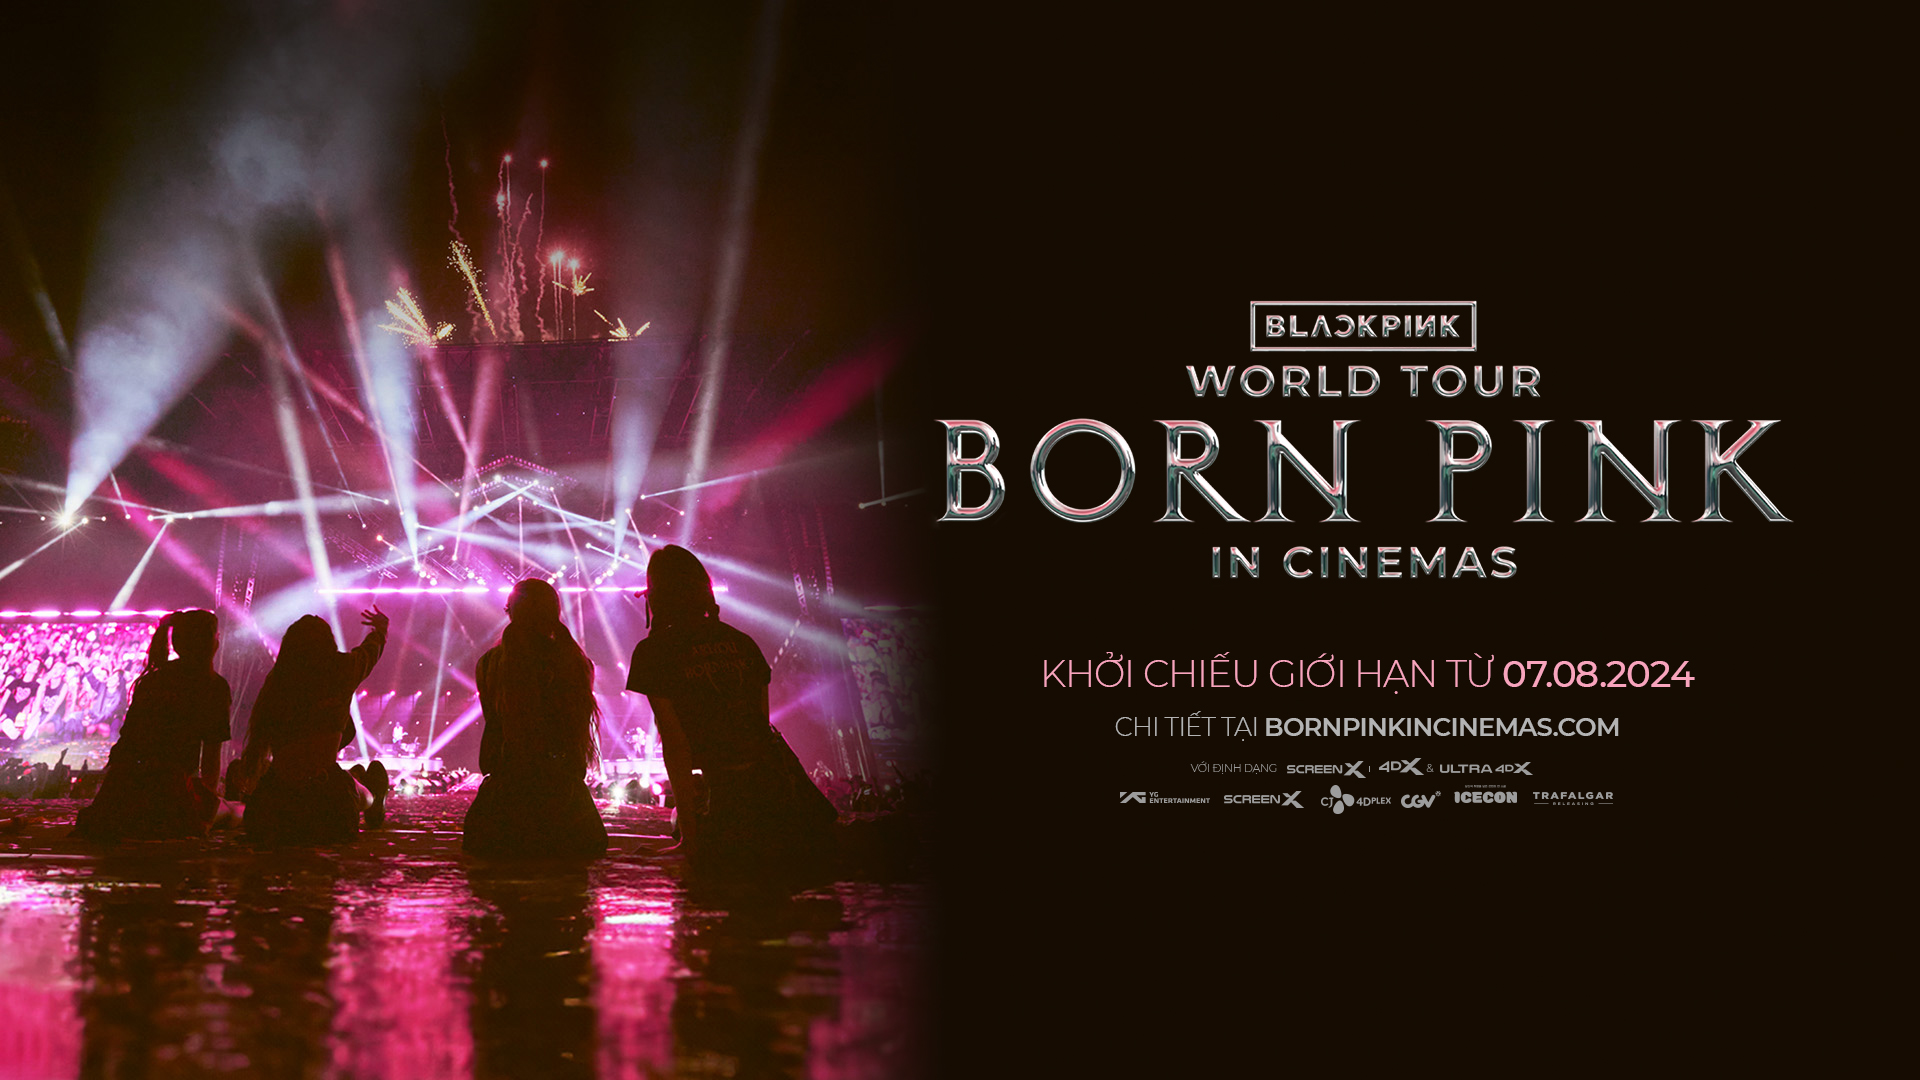 BLACKPINK
WORLD TOUR
BORN PINK
IN CINEMAS
KHỞI CHIẾU GIỚI HẠN TỪ 07.08.2024
CHI TIẾT TẠI BORNPINKINCINEMAS.COM
VỚI ĐỊNH DẠNG SCREENX | 4DX & ULTRA 4DX
YG ENTERTAINMENT SCREENX CJ 4DPLEX CGV ICECON TRAFALGAR RELEASING